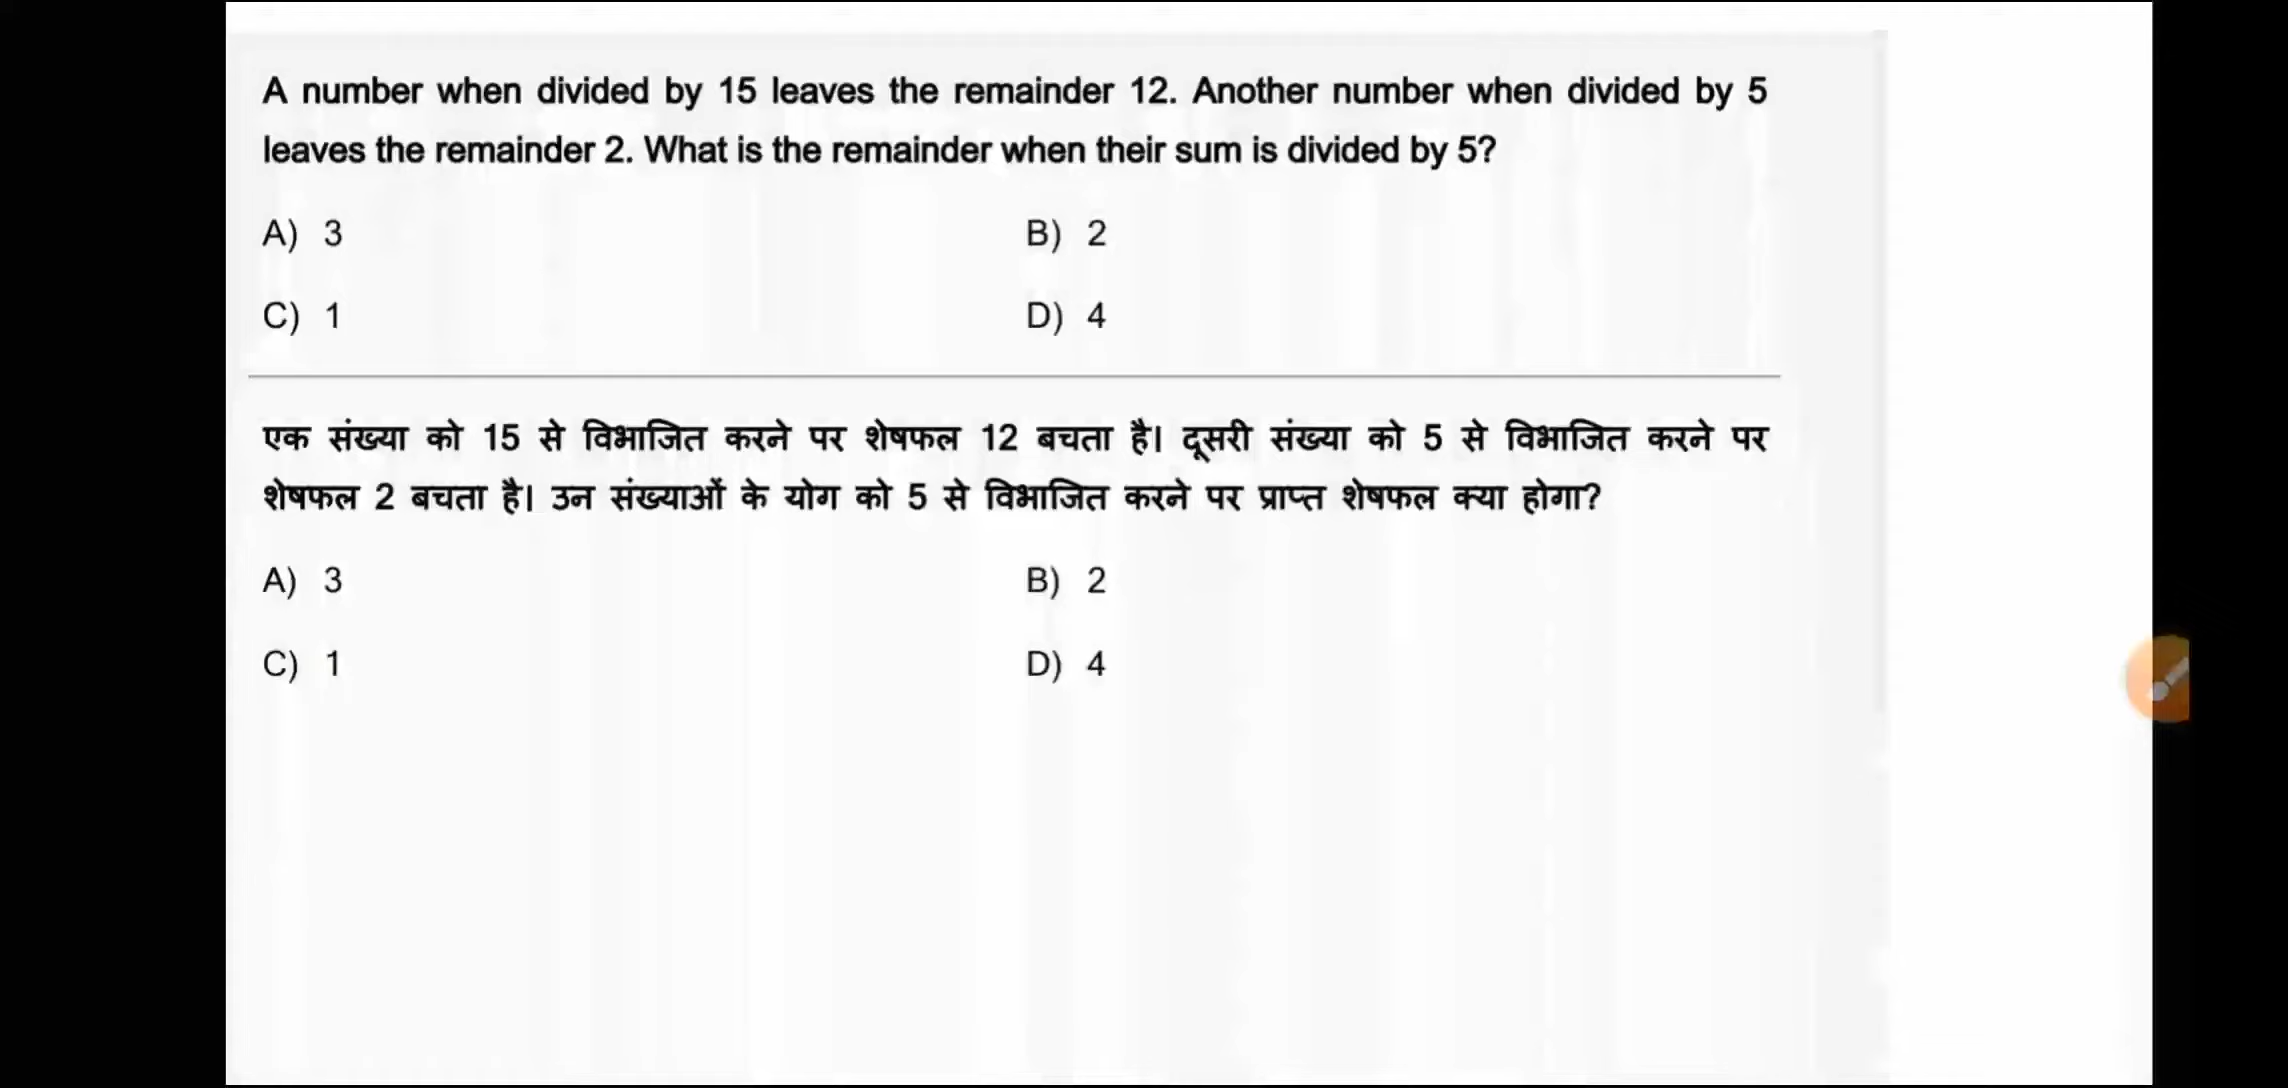 A number when divided by 15 leaves the remainder 12. Another number when divided by 5
leaves the remainder 2. What is the remainder when their sum is divided by 5?
A) 3 B) 2
C) 1 D) 4
एक संख्या को 15 से विभाजित करने पर शेषफल 12 बचता है। दूसरी संख्या को 5 से विभाजित करने पर
शेषफल 2 बचता है। उन संख्याओं के योग को 5 से विभाजित करने पर प्राप्त शेषफल क्या होगा?
A) 3 B) 2
C) 1 D) 4